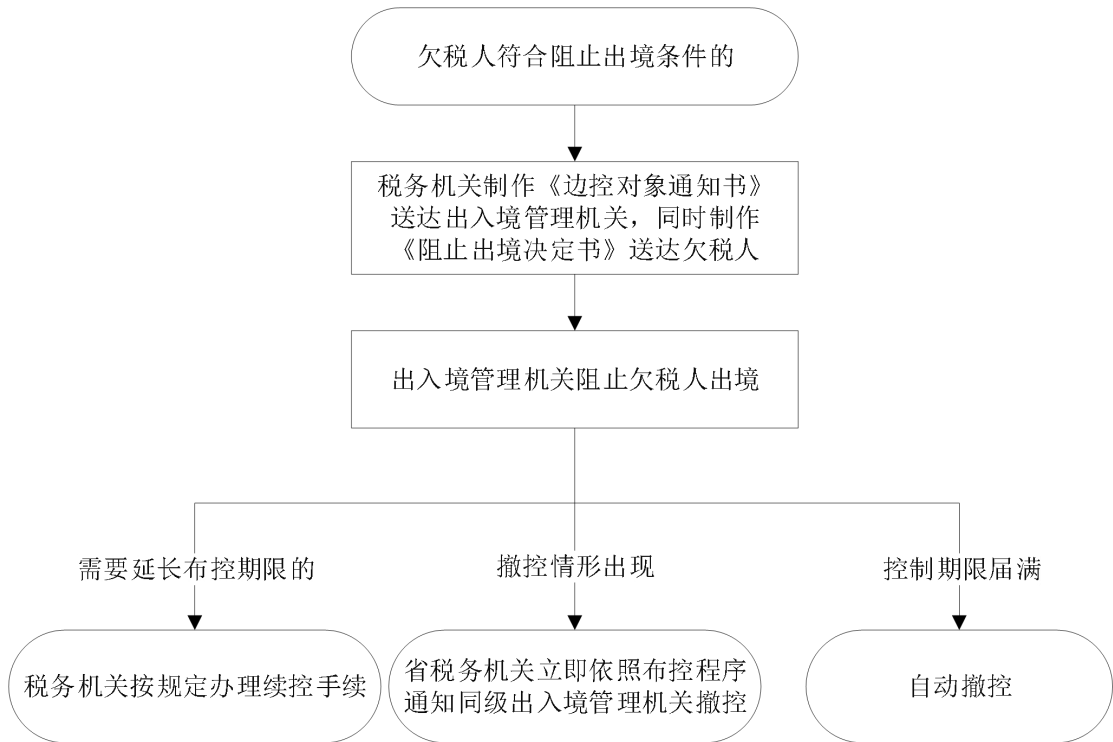 欠税人符合阻止出境条件的
税务机关制作《边控对象通知书》
送达出入境管理机关，同时制作
《阻止出境决定书》送达欠税人
出入境管理机关阻止欠税人出境
需要延长布控期限的
撤控情形出现
控制期限届满
税务机关按规定办理续控手续
省税务机关立即依照布控程序
通知同级出入境管理机关撤控
自动撤控